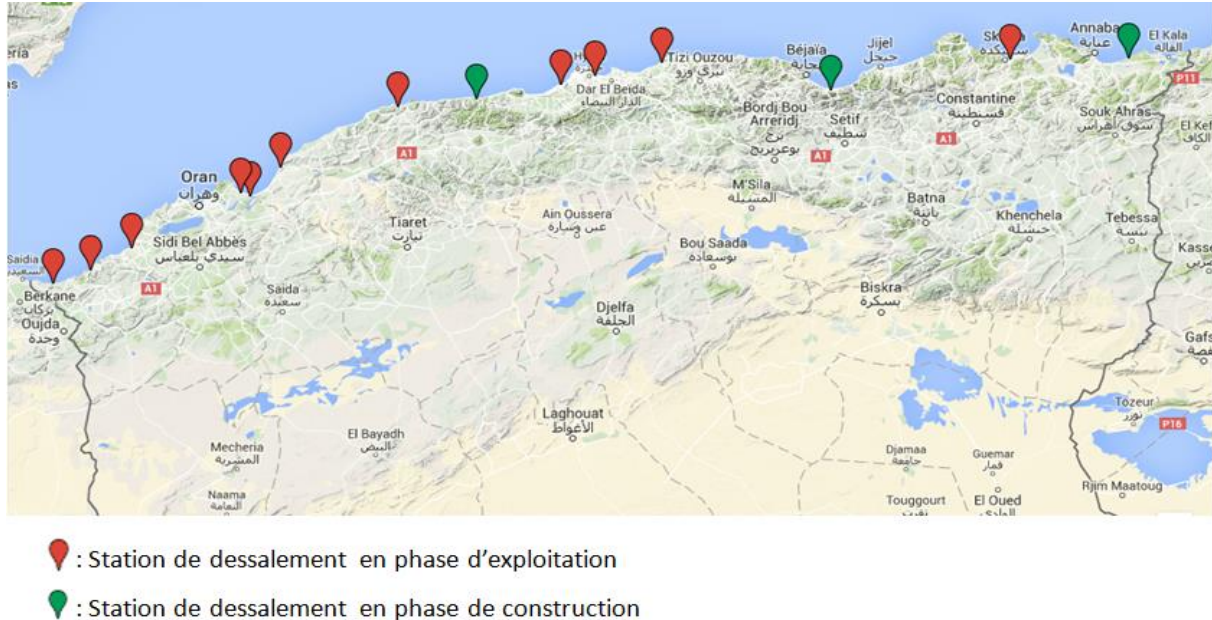 Annaba
عنابة
El Kala
القالة
Jijel
جيجل
Béjaïa
Tizi Ouzou
تيزي وزو
P11
Dar El Beïda
الدار البيضاء
Constantine
قسنطينة
Bordj Bou
Arreridj
برج
بوعريريج
Setif
سطيف
Souk Ahras
سوق أهراس
El Kef
الكاف
A1
A1
A1
Oran
وهران
M'Sila
المسيلة
Batna
باتنة
Khenchela
خنشلة
Tebessa
تبسة
Tiaret
تيارت
Ain Oussera
عين وسارة
Sidi Bel Abbès
سيدي بلعباس
Bou Saada
بوسعادة
Saidia
Berkane
بركان
A1
Saida
سعيدة
Biskra
بسكرة
Oujda
وجدة
Djelfa
الجلفة
Laghouat
الأغواط
Tozeur
توزر
P16
El Bayadh
البيض
Mecheria
المشرية
Djamaa
جامعة
Guemar
قمار
Rjim Maatoug
Naama
النعامة
Touggourt
El Oued
: Station de dessalement en phase d’exploitation
: Station de dessalement en phase de construction